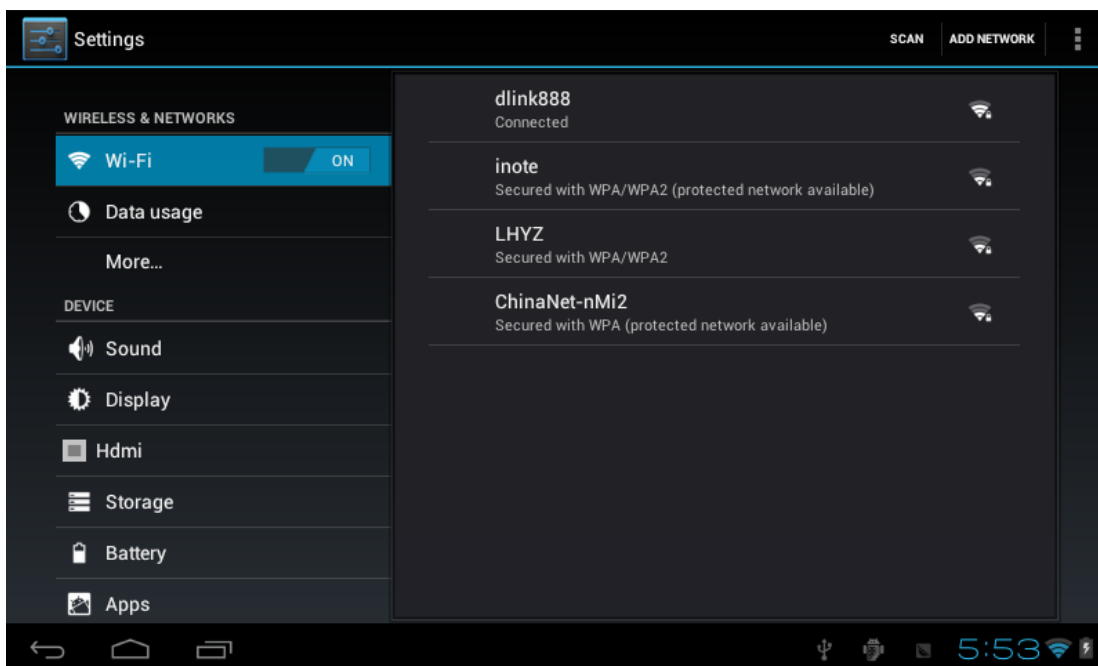 Settings
SCAN
ADD NETWORK
WIRELESS & NETWORKS
Wi-Fi
ON
Data usage
More...
DEVICE
Sound
Display
Hdmi
Storage
Battery
Apps
dlink888
Connected
inote
Secured with WPA/WPA2 (protected network available)
LHYZ
Secured with WPA/WPA2
ChinaNet-nMi2
Secured with WPA (protected network available)
5:53